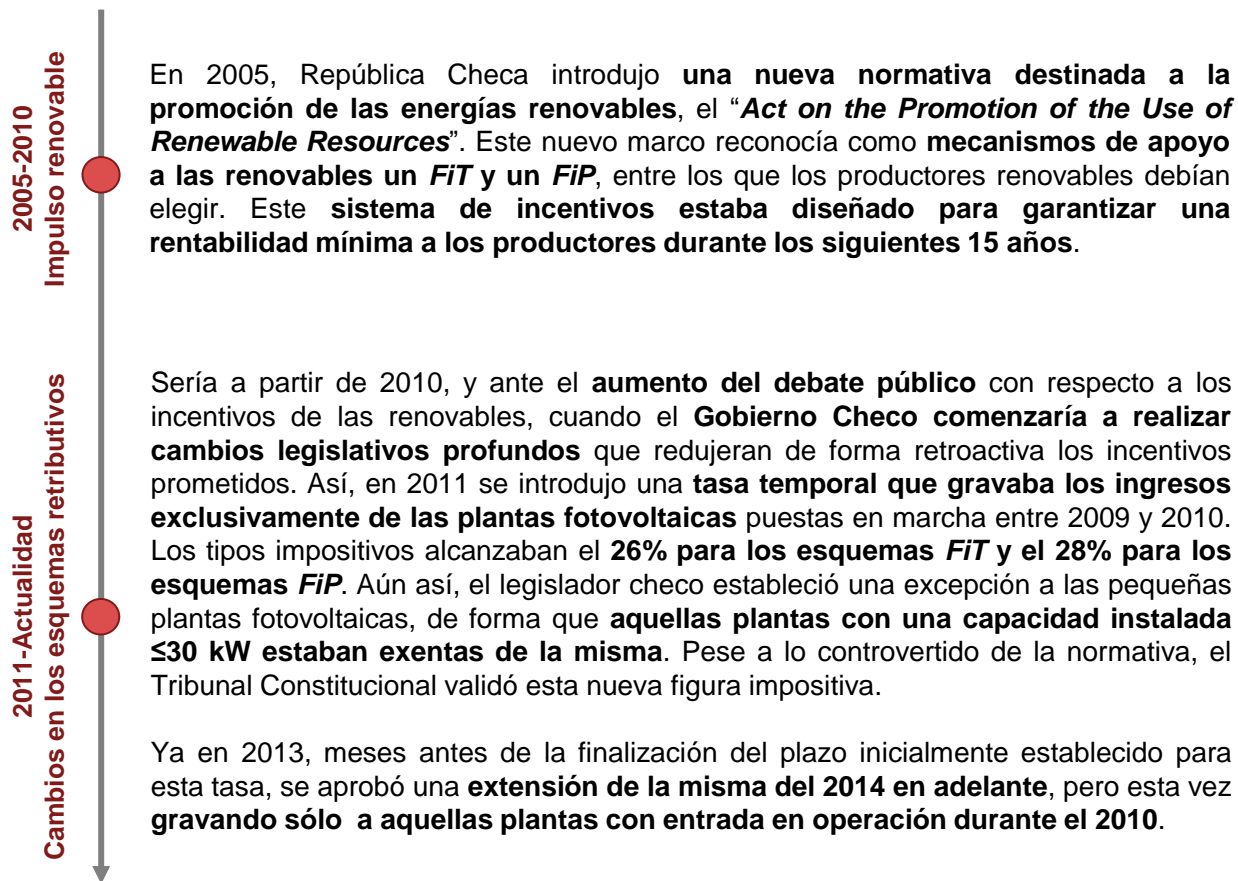 2005-2010
Impulso renovable
En 2005, República Checa introdujo una nueva normativa destinada a la
promoción de las energías renovables, el “Act on the Promotion of the Use of
Renewable Resources”. Este nuevo marco reconocía como mecanismos de apoyo
a las renovables un FiT y un FiP, entre los que los productores renovables debían
elegir. Este sistema de incentivos estaba diseñado para garantizar una
rentabilidad mínima a los productores durante los siguientes 15 años.
2011-Actualidad
Cambios en los esquemas retributivos
Sería a partir de 2010, y ante el aumento del debate público con respecto a los
incentivos de las renovables, cuando el Gobierno Checo comenzaría a realizar
cambios legislativos profundos que redujeran de forma retroactiva los incentivos
prometidos. Así, en 2011 se introdujo una tasa temporal que gravaba los ingresos
exclusivamente de las plantas fotovoltaicas puestas en marcha entre 2009 y 2010.
Los tipos impositivos alcanzaban el 26% para los esquemas FiT y el 28% para los
esquemas FiP. Aún así, el legislador checo estableció una excepción a las pequeñas
plantas fotovoltaicas, de forma que aquellas plantas con una capacidad instalada
≤30 kW estaban exentas de la misma. Pese a lo controvertido de la normativa, el
Tribunal Constitucional validó esta nueva figura impositiva.
Ya en 2013, meses antes de la finalización del plazo inicialmente establecido para
esta tasa, se aprobó una extensión de la misma del 2014 en adelante, pero esta vez
gravando sólo a aquellas plantas con entrada en operación durante el 2010.